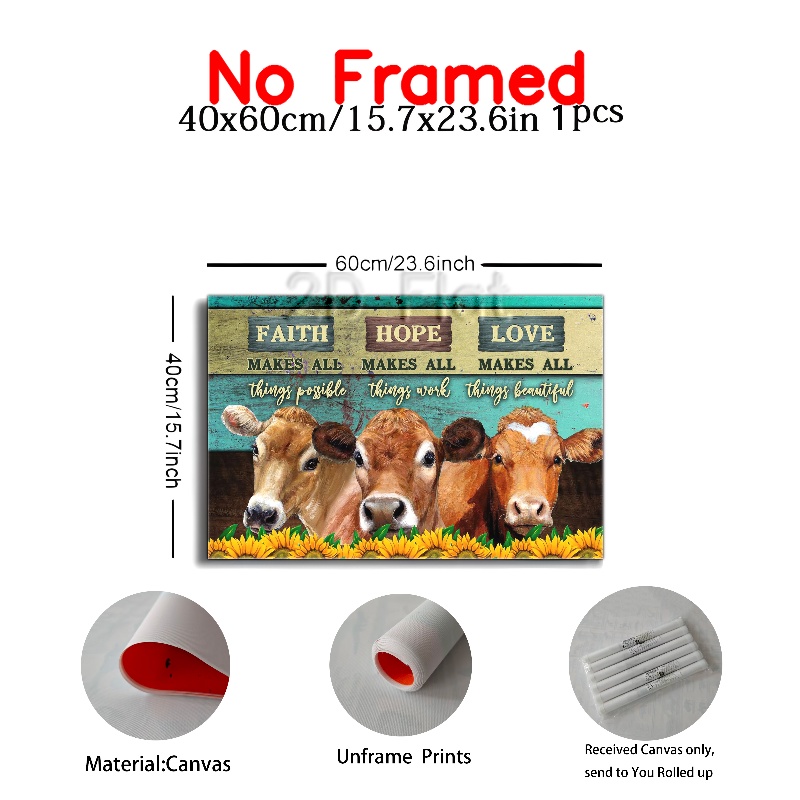 No Framed
40x60cm/15.7x23.6in 1pcs
60cm/23.6inch
2D Flat
40cm/15.7inch
FAITH HOPE LOVE
MAKES ALL MAKES ALL MAKES ALL
things possible things work things beautiful
Material:Canvas
Unframe Prints
Received Canvas only,
send to You Rolled up